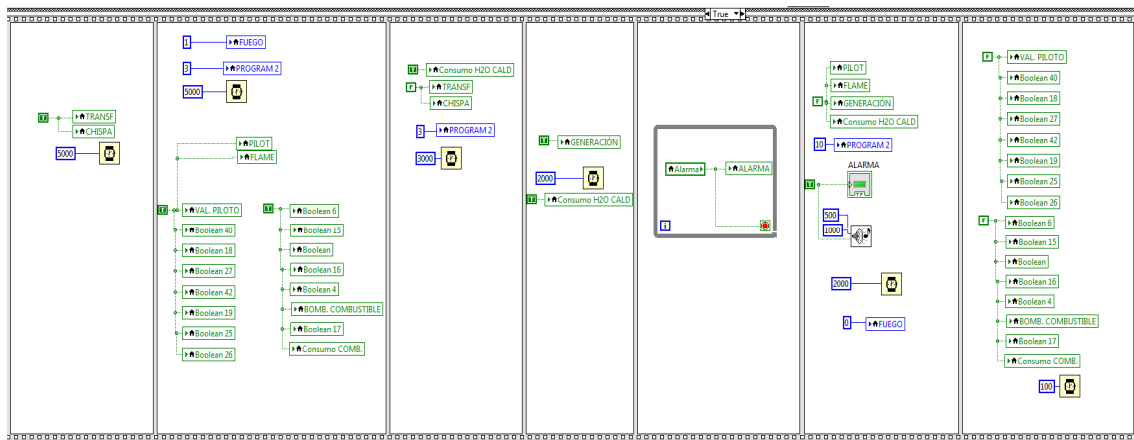 True
T
TRANSF
CHISPA
5000
1
FUEGO
3
PROGRAM 2
5000
PILOT
FLAME
T
VAL. PILOTO
Boolean 40
Boolean 18
Boolean 27
Boolean 42
Boolean 19
Boolean 25
Boolean 26
T
Boolean 6
Boolean 15
Boolean
Boolean 16
Boolean 4
BOMB. COMBUSTIBLE
Boolean 17
Consumo COMB.
T
Consumo H2O CALD
F
TRANSF
CHISPA
3
PROGRAM 2
3000
T
GENERACIÓN
2000
T
Consumo H2O CALD
Alarma
ALARMA
i
PILOT
FLAME
F
GENERACIÓN
Consumo H2O CALD
10
PROGRAM 2
ALARMA
T
TF
500
1000
2000
0
FUEGO
F
VAL. PILOTO
Boolean 40
Boolean 18
Boolean 27
Boolean 42
Boolean 19
Boolean 25
Boolean 26
F
Boolean 6
Boolean 15
Boolean
Boolean 16
Boolean 4
BOMB. COMBUSTIBLE
Boolean 17
Consumo COMB.
100